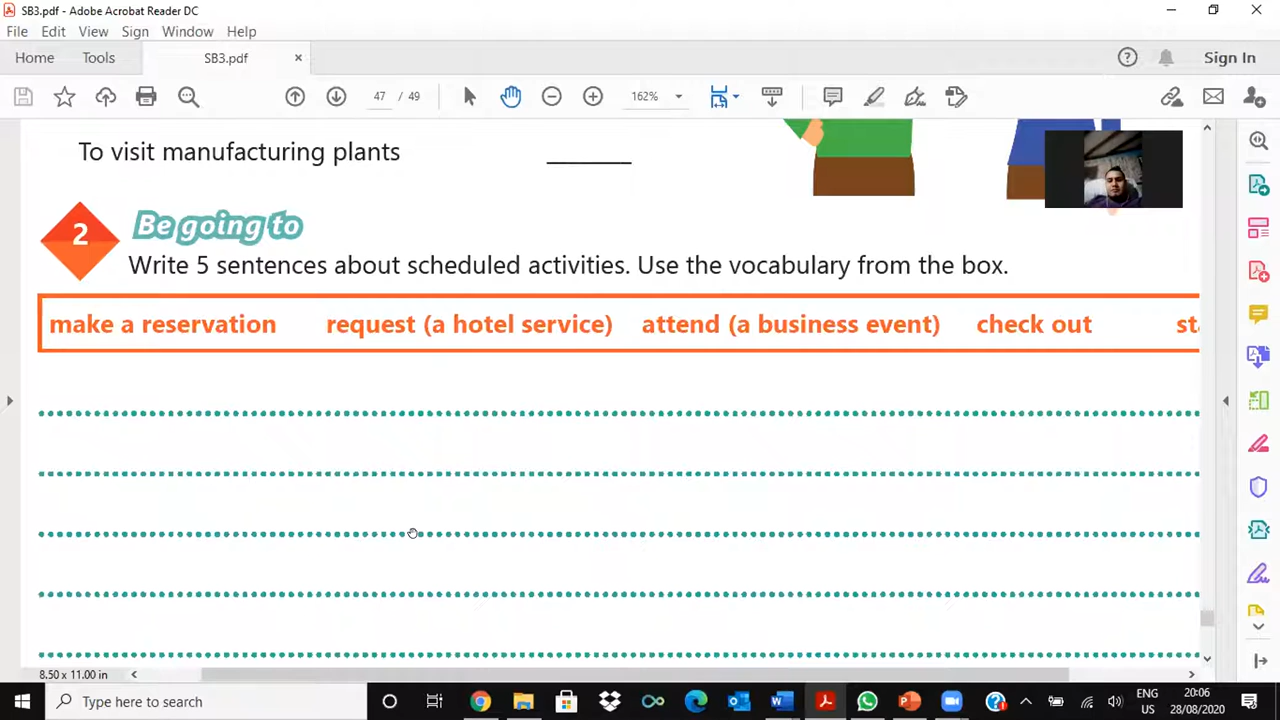 SB3.pdf - Adobe Acrobat Reader DC
File Edit View Sign Window Help
Home Tools SB3.pdf × Sign In
47 / 49 162%
To visit manufacturing plants ________
2 Be going to
Write 5 sentences about scheduled activities. Use the vocabulary from the box.
make a reservation request (a hotel service) attend (a business event) check out
8.50 x 11.00 in
Type here to search
ENG 20:06
US 28/08/2020